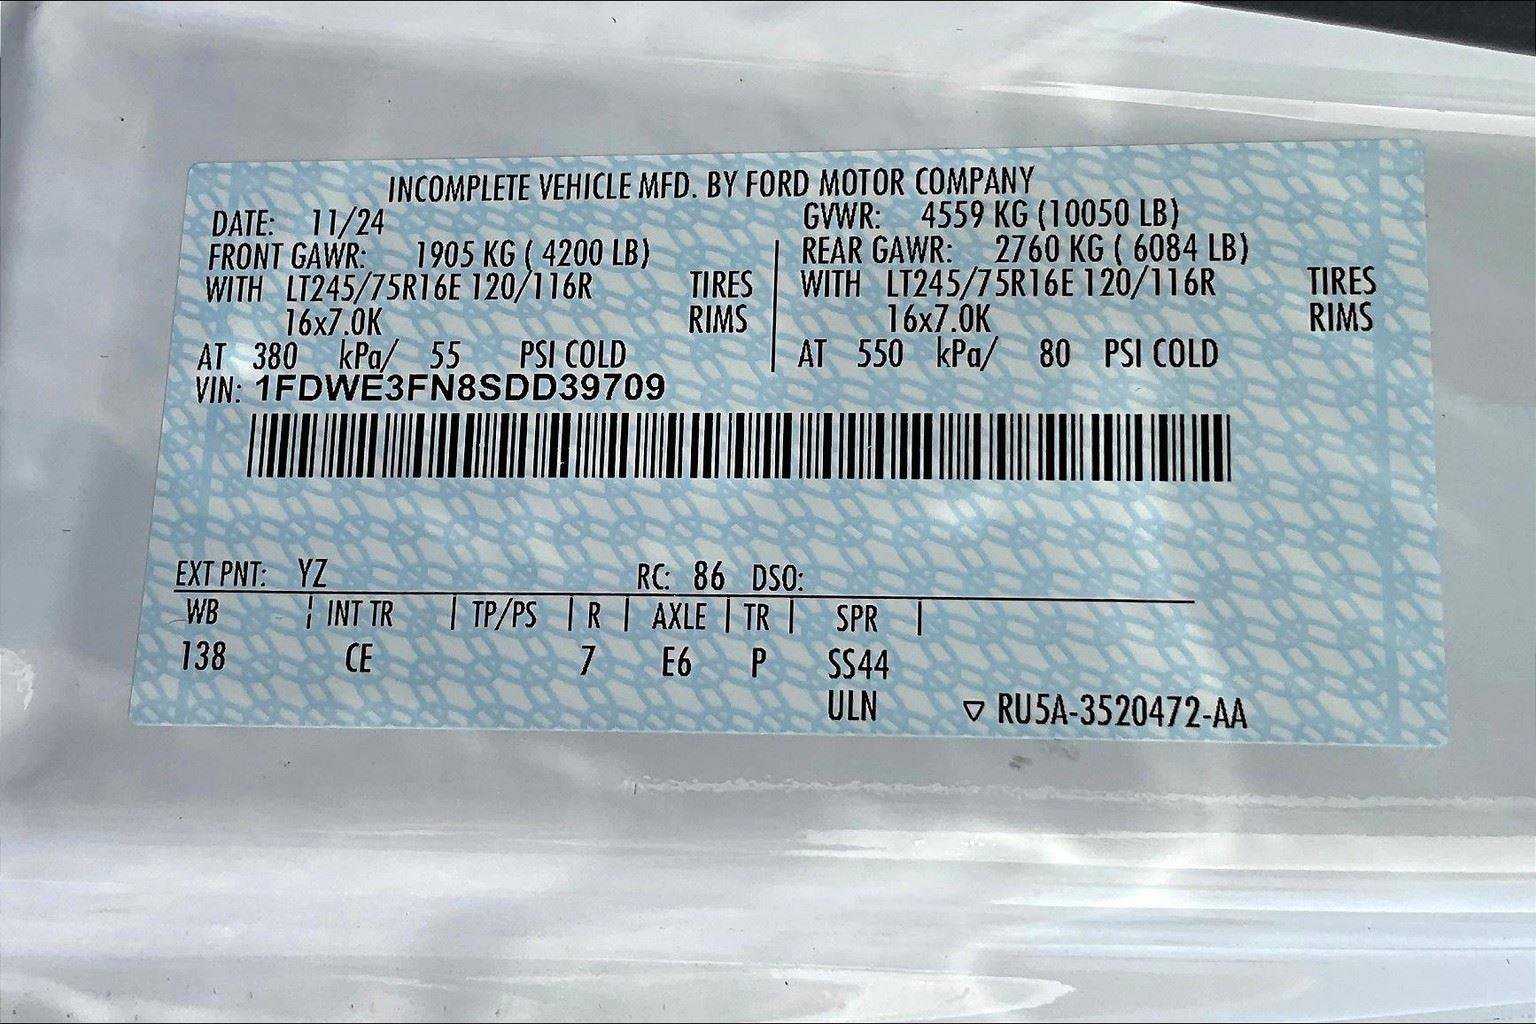 INCOMPLETE VEHICLE MFD. BY FORD MOTOR COMPANY
DATE: 11/24 GVWR: 4559 KG (10050 LB)
FRONT GAWR: 1905 KG ( 4200 LB) REAR GAWR: 2760 KG ( 6084 LB)
WITH LT245/75R16E 120/116R TIRES WITH LT245/75R16E 120/116R TIRES
16x7.0K RIMS 16x7.0K RIMS
AT 380 kPa/ 55 PSI COLD AT 550 kPa/ 80 PSI COLD
VIN: 1FDWE3FN8SDD39709
EXT PNT: YZ RC: 86 DSO:
WB | INT TR | TP/PS | R | AXLE | TR | SPR |
138 CE 7 E6 P SS44
ULN ▽ RU5A-3520472-AA